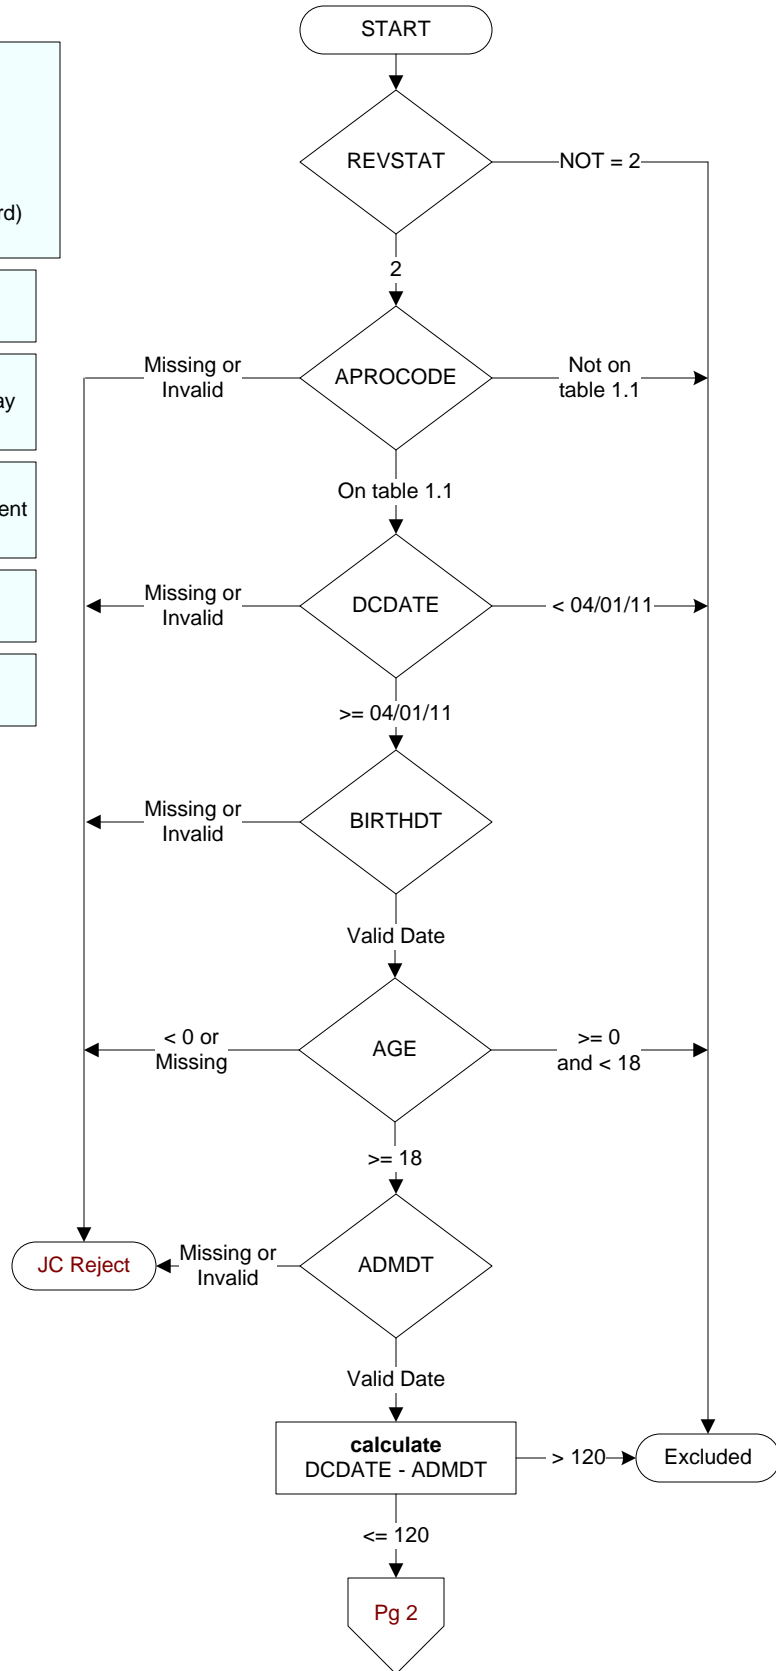 START
REVSTAT
NOT = 2
2
Missing or
Invalid
APROCODE
Not on
table 1.1
On table 1.1
Missing or
Invalid
DCDATE
< 04/01/11
>= 04/01/11
Missing or
Invalid
BIRTHDT
Valid Date
< 0 or
Missing
AGE
>= 0
and < 18
>= 18
JC Reject
Missing or
Invalid
ADMDT
Valid Date
calculate
DCDATE - ADMDT
> 120
Excluded
<= 120
Pg 2